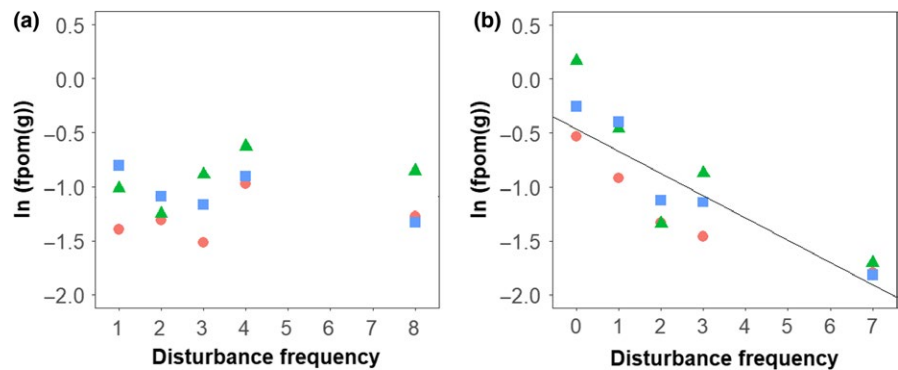 (a)
ln (fpom(g))
0.5
0.0
–0.5
–1.0
–1.5
–2.0
1 2 3 4 5 6 7 8
Disturbance frequency
(b)
ln (fpom(g))
0.5
0.0
–0.5
–1.0
–1.5
–2.0
0 1 2 3 4 5 6 7
Disturbance frequency